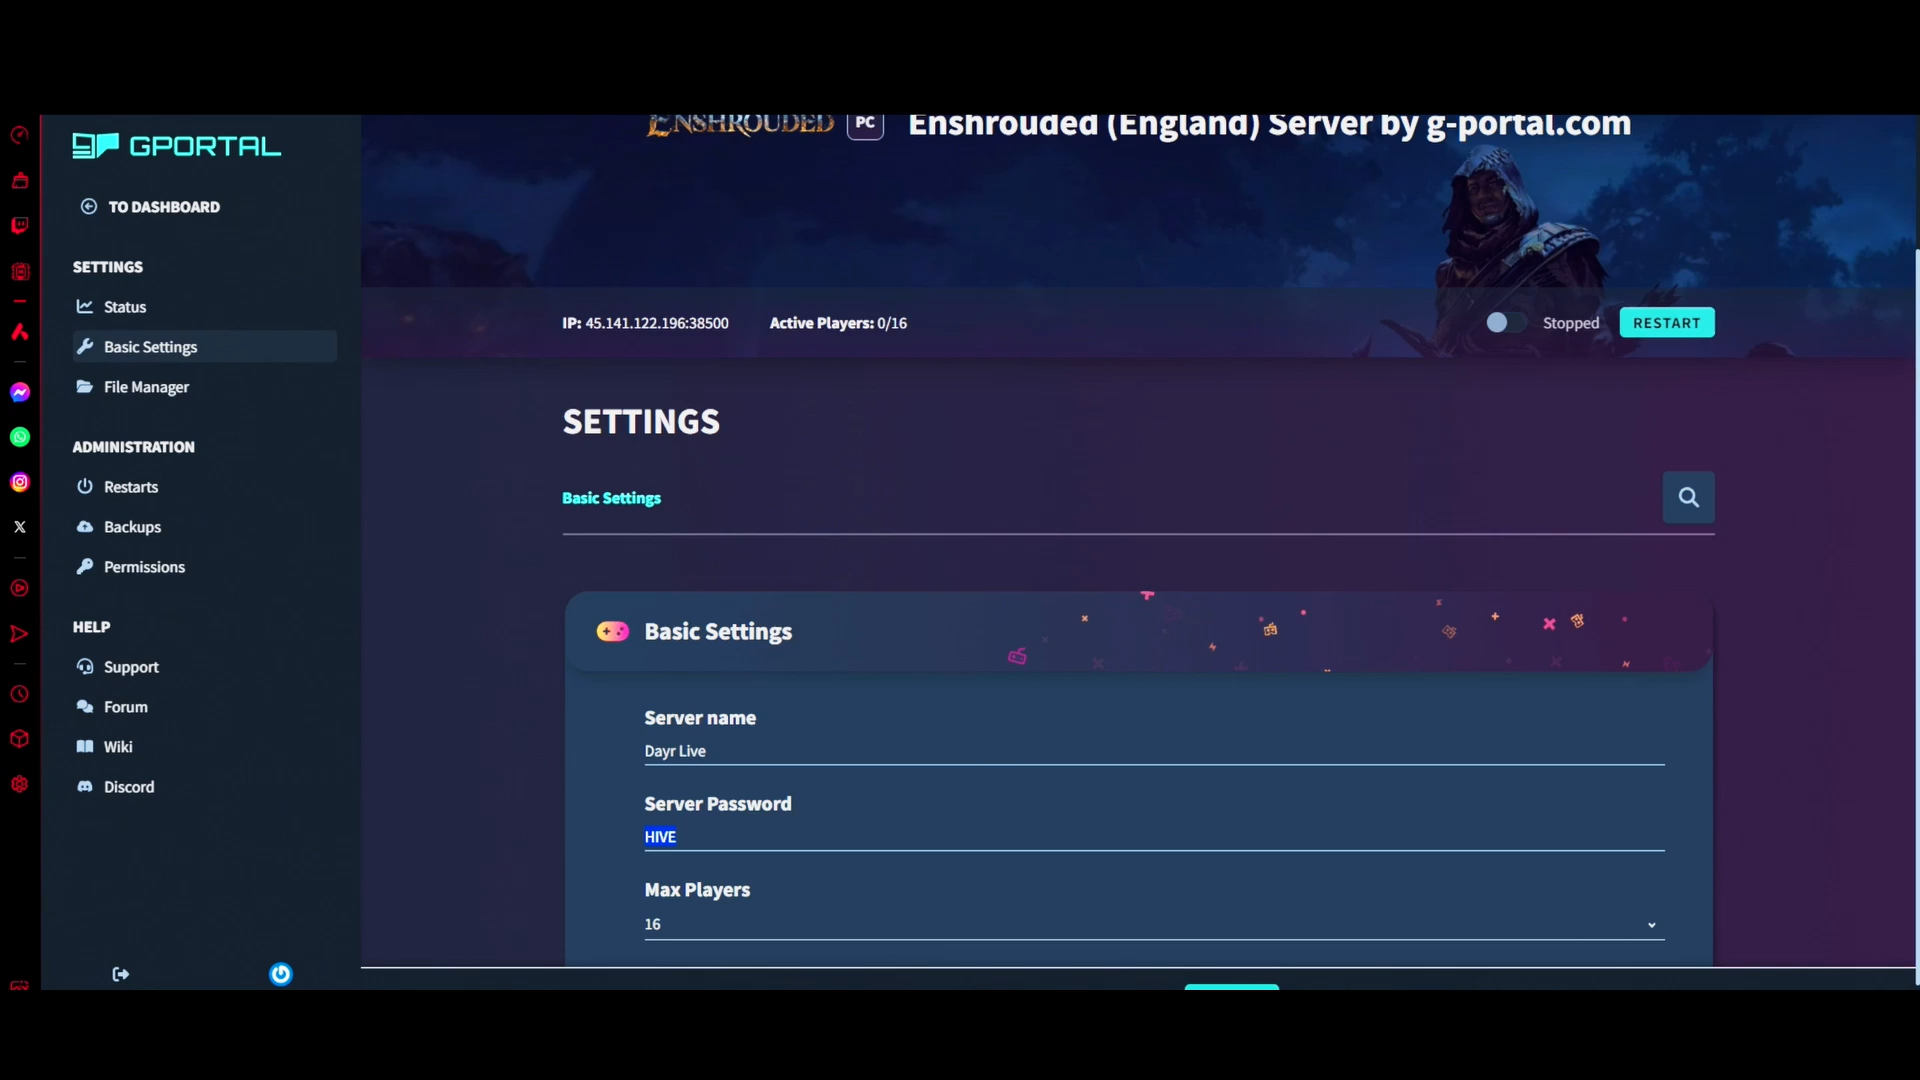 GPORTAL
TO DASHBOARD
SETTINGS
Status
Basic Settings
File Manager
ADMINISTRATION
Restarts
Backups
Permissions
HELP
Support
Forum
Wiki
Discord
ENSHROUDED PC Enshrouded (England) Server by g-portal.com
IP: 45.141.122.196:38500 Active Players: 0/16 Stopped RESTART
SETTINGS
Basic Settings
Basic Settings
Server name
Dayr Live
Server Password
HIVE
Max Players
16